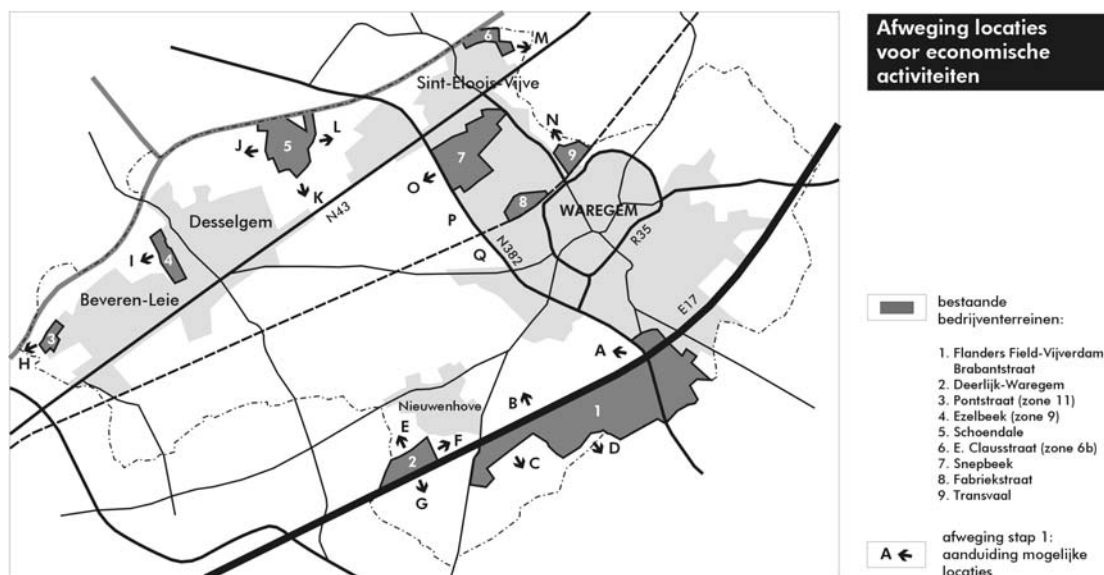 6
M
Sint-Eloois-Vijve
N
J
5
L
7
9
K
O
8
WAREGEM
Desselgem
N43
P
N382
R35
I
4
Q
Beveren-Leie
E17
3
H
A
Nieuwenhove
B
1
E
F
2
C
D
G
Afweging locaties
voor economische
activiteiten
bestaande
bedrijventerreinen:
1. Flanders Field-Vijverdam
Brabantstraat
2. Deerlijk-Waregem
3. Pontstraat (zone 11)
4. Ezelbeek (zone 9)
5. Schoendale
6. E. Clausstraat (zone 6b)
7. Snepbeek
8. Fabriekstraat
9. Transvaal
A
afweging stap 1:
aanduiding mogelijke
locaties